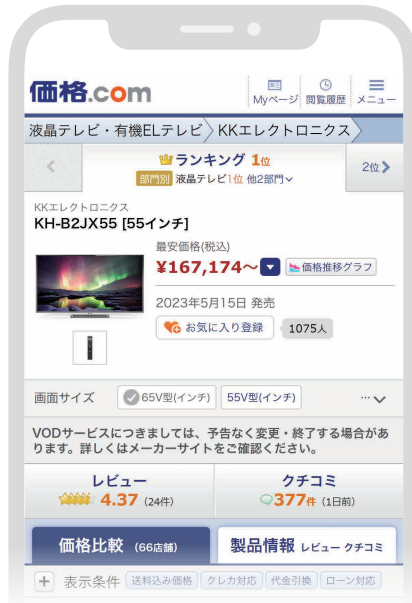 価格.com
Myページ 閲覧履歴 メニュー
液晶テレビ・有機ELテレビ KKエレクトロニクス
ランキング 1位
部門別 液晶テレビ1位 他2部門
2位
KKエレクトロニクス
KH-B2JX55 [55インチ]
最安価格(税込)
¥167,174～
価格推移グラフ
2023年5月15日 発売
お気に入り登録 1075人
画面サイズ 65V型(インチ) 55V型(インチ) …
VODサービスにつきましては、予告なく変更・終了する場合があ
ります。詳しくはメーカーサイトをご確認ください。
レビュー
4.37 (24件)
クチコミ
377件 (1日前)
価格比較 (66店舗)
製品情報 レビュー クチコミ
+ 表示条件 送料込み価格 クレカ対応 代金引換 ローン対応